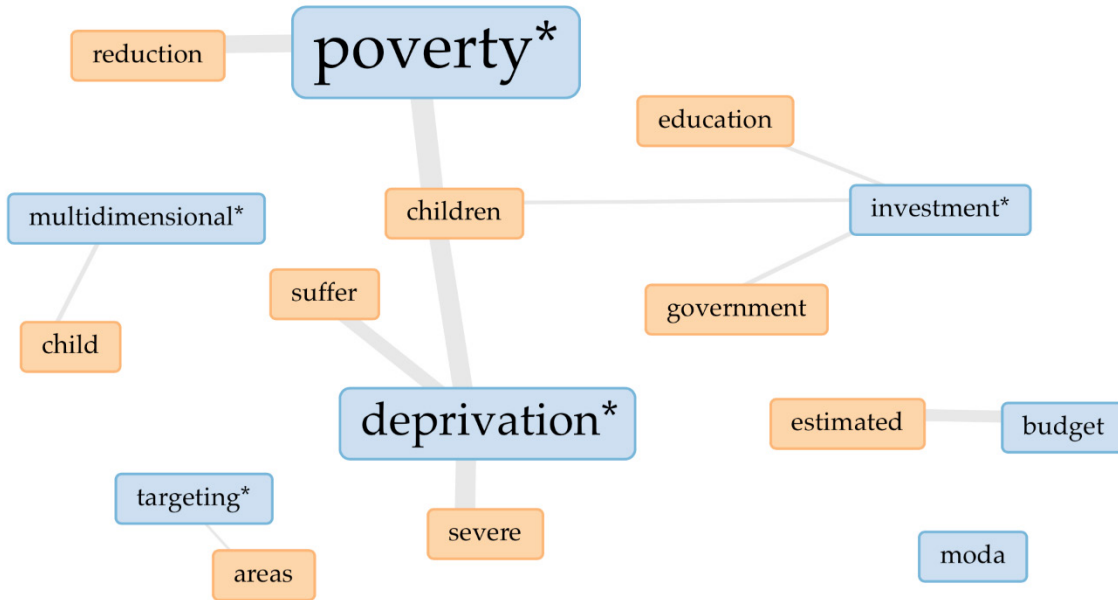 poverty*
reduction
education
multidimensional*
children
investment*
suffer
government
child
deprivation*
estimated
budget
targeting*
severe
areas
moda